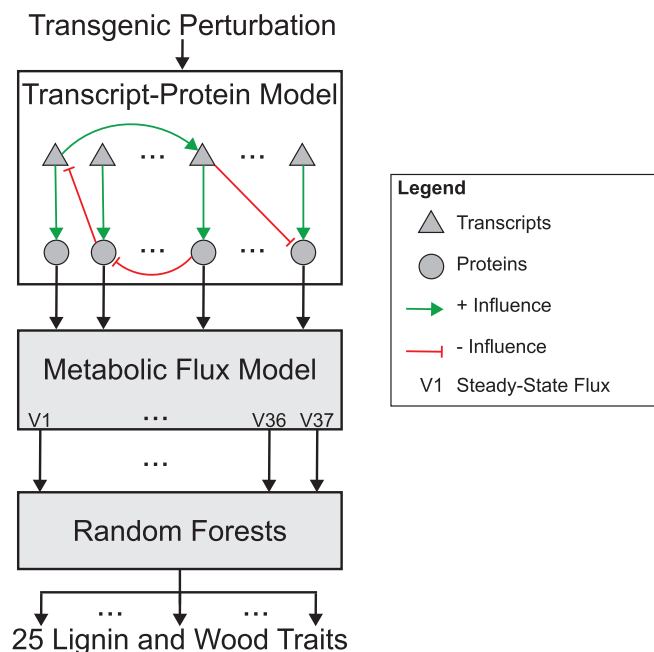 Transgenic Perturbation
Transcript-Protein Model
... ...
... ...
Metabolic Flux Model
V1 ... V36 V37
...
Random Forests
... ...
25 Lignin and Wood Traits
Legend
Transcripts
Proteins
+ Influence
- Influence
V1 Steady-State Flux